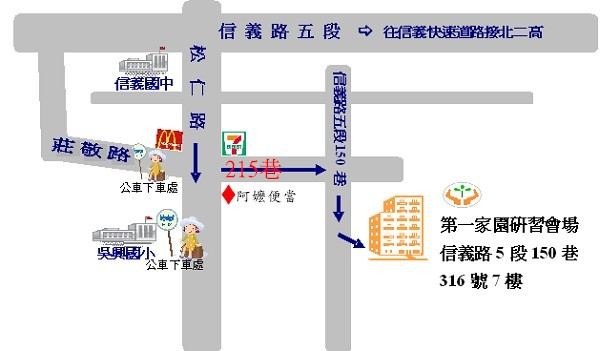 信義路五段 ⇨ 往信義快速道路接北二高
松仁路
信義國中
信義路五段150巷
莊敬路
215巷
公車下車處
阿嬤便當
吳興國小
公車下車處
第一家園研習會場
信義路5段150巷
316號7樓